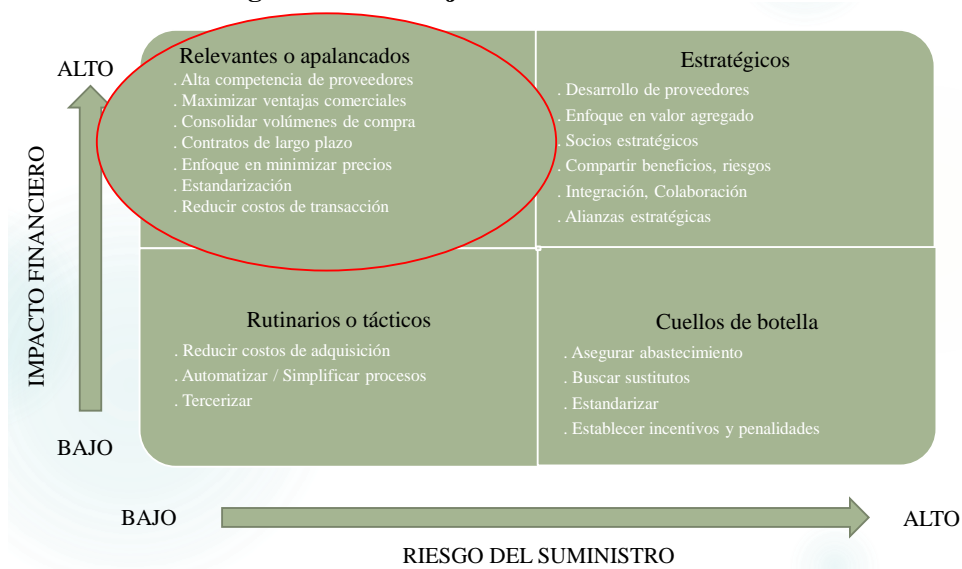 Relevantes o apalancados
. Alta competencia de proveedores
. Maximizar ventajas comerciales
. Consolidar volúmenes de compra
. Contratos de largo plazo
. Enfoque en minimizar precios
. Estandarización
. Reducir costos de transacción
Estratégicos
. Desarrollo de proveedores
. Enfoque en valor agregado
. Socios estratégicos
. Compartir beneficios, riesgos
. Integración, Colaboración
. Alianzas estratégicas
Rutinarios o tácticos
. Reducir costos de adquisición
. Automatizar / Simplificar procesos
. Tercerizar
Cuellos de botella
. Asegurar abastecimiento
. Buscar sustitutos
. Estandarizar
. Establecer incentivos y penalidades
ALTO
IMPACTO FINANCIERO
BAJO
BAJO
ALTO
RIESGO DEL SUMINISTRO